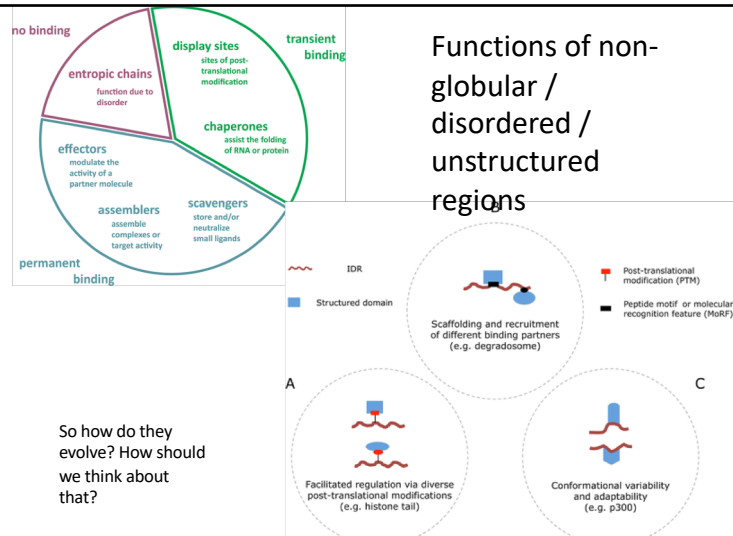 Functions of non-
globular /
disordered /
unstructured
regions
no binding
entropic chains
function due to
disorder
display sites
sites of post-
translational
modification
transient
binding
chaperones
assist the folding
of RNA or protein
effectors
modulate the
activity of a
partner molecule
assemblers
assemble
complexes or
target activity
scavengers
store and/or
neutralize
small ligands
permanent
binding
B
IDR
Structured domain
Post-translational
modification (PTM)
Peptide motif or molecular
recognition feature (MoRF)
Scaffolding and recruitment
of different binding partners
(e.g. degradosome)
A
Facilitated regulation via diverse
post-translational modifications
(e.g. histone tail)
C
Conformational variability
and adaptability
(e.g. p300)
So how do they
evolve? How should
we think about
that?